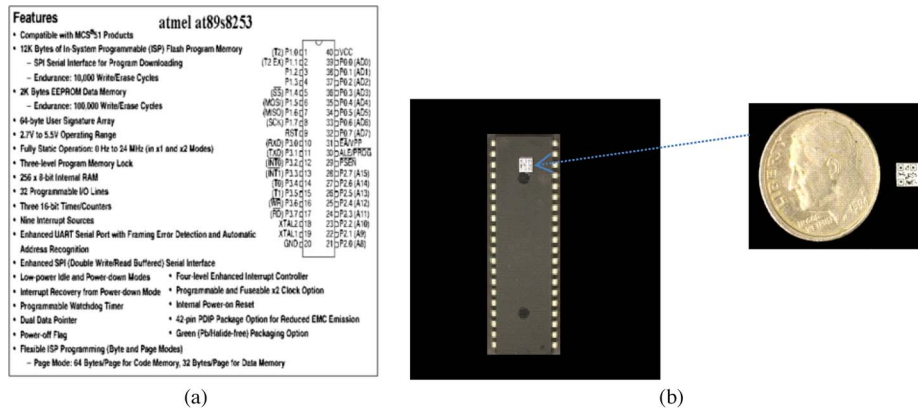 Features
atmel at89s8253
• Compatible with MCS®51 Products
• 12K Bytes of In-System Programmable (ISP) Flash Program Memory
– SPI Serial Interface for Program Downloading
– Endurance: 10,000 Write/Erase Cycles
• 2K Bytes EEPROM Data Memory
– Endurance: 100,000 Write/Erase Cycles
• 64-byte User Signature Array
• 2.7V to 5.5V Operating Range
• Fully Static Operation: 0 Hz to 24 MHz (in x1 and x2 Modes)
• Three-level Program Memory Lock
• 256 x 8-bit Internal RAM
• 32 Programmable I/O Lines
• Three 16-bit Times/Counters
• Nine Interrupt Sources
• Enhanced UART Serial Port with Framing Error Detection and Automatic
Address Recognition
• Enhanced SPI (Double Write/Read Buffered) Serial Interface
• Low-power Idle and Power-down Modes
• Interrupt Recovery from Power-down Mode
• Programmable Watchdog Timer
• Dual Data Pointer
• Power-off Flag
• Four-level Enhanced Interrupt Controller
• Programmable and Fuseable x2 Clock Option
• Internal Power-on Reset
• 42-pin PDIP Package Option for Reduced EMC Emission
• Green (Pb/Halide-free) Packaging Option
• Flexible ISP Programming (Byte and Page Modes)
– Page Mode: 64 Bytes/Page for Code Memory, 32 Bytes/Page for Data Memory
(T2) P1.0 1 40 VCC
(T2 EX) P1.1 2 39 P0.0 (AD0)
P1.2 3 38 P0.1 (AD1)
P1.3 4 37 P0.2 (AD2)
(SS) P1.4 5 36 P0.3 (AD3)
(MOSI) P1.5 6 35 P0.4 (AD4)
(MISO) P1.6 7 34 P0.5 (AD5)
(SCK) P1.7 8 33 P0.6 (AD6)
RST 9 32 P0.7 (AD7)
(RXD) P3.0 10 31 EA/VPP
(TXD) P3.1 11 30 ALE/PROG
(INT0) P3.2 12 29 PSEN
(INT1) P3.3 13 28 P2.7 (A15)
(T0) P3.4 14 27 P2.6 (A14)
(T1) P3.5 15 26 P2.5 (A13)
(WR) P3.6 16 25 P2.4 (A12)
(RD) P3.7 17 24 P2.3 (A11)
XTAL2 18 23 P2.2 (A10)
XTAL1 19 22 P2.1 (A9)
GND 20 21 P2.0 (A8)
LIBERTY
(a)
(b)